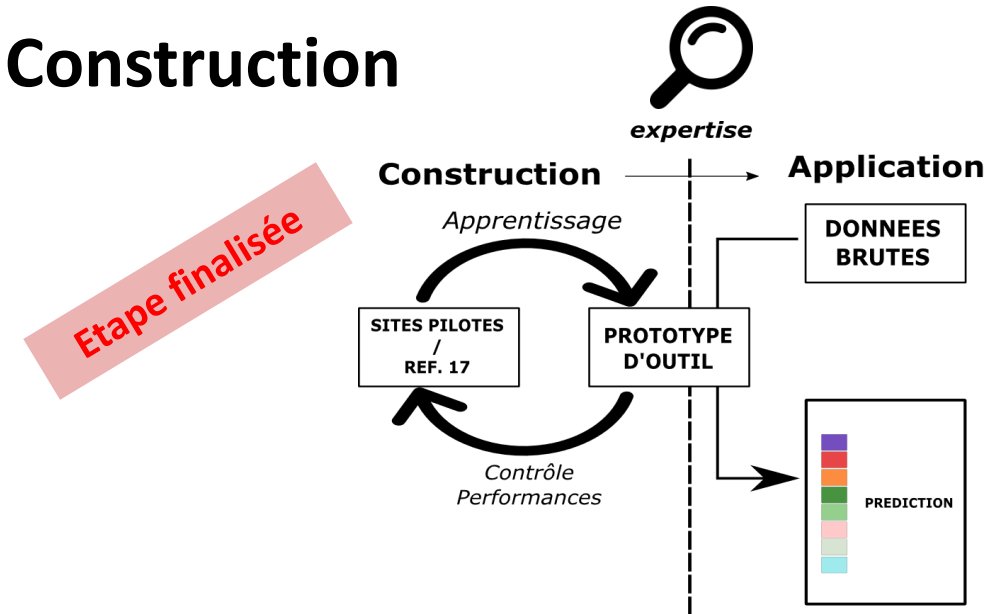 Construction
Etape finalisée
expertise
Construction
Application
Apprentissage
DONNEES
BRUTES
SITES PILOTES
/
REF. 17
PROTOTYPE
D'OUTIL
Contrôle
Performances
PREDICTION